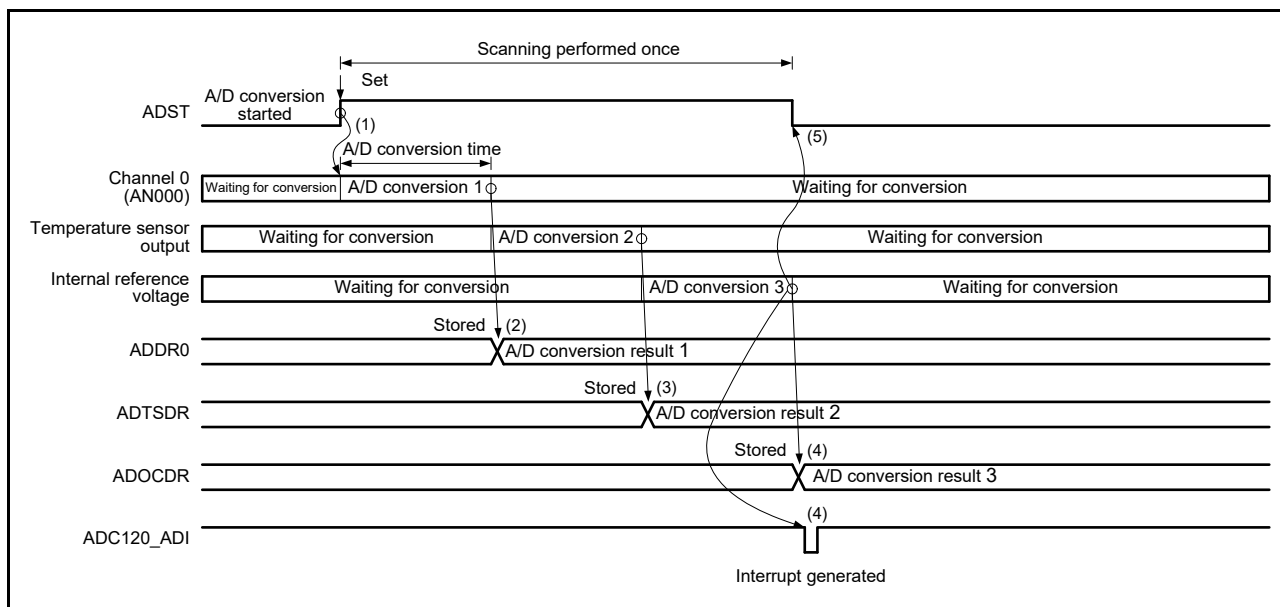 Scanning performed once
Set
A/D conversion
started
ADST
(1)
(5)
A/D conversion time
Channel 0
(AN000)
Waiting for conversion
A/D conversion 1
Waiting for conversion
Temperature sensor
output
Waiting for conversion
A/D conversion 2
Waiting for conversion
Internal reference
voltage
Waiting for conversion
A/D conversion 3
Waiting for conversion
Stored
(2)
ADDR0
A/D conversion result 1
Stored
(3)
ADTSDR
A/D conversion result 2
Stored
(4)
ADOCDR
A/D conversion result 3
(4)
ADC120_ADI
Interrupt generated